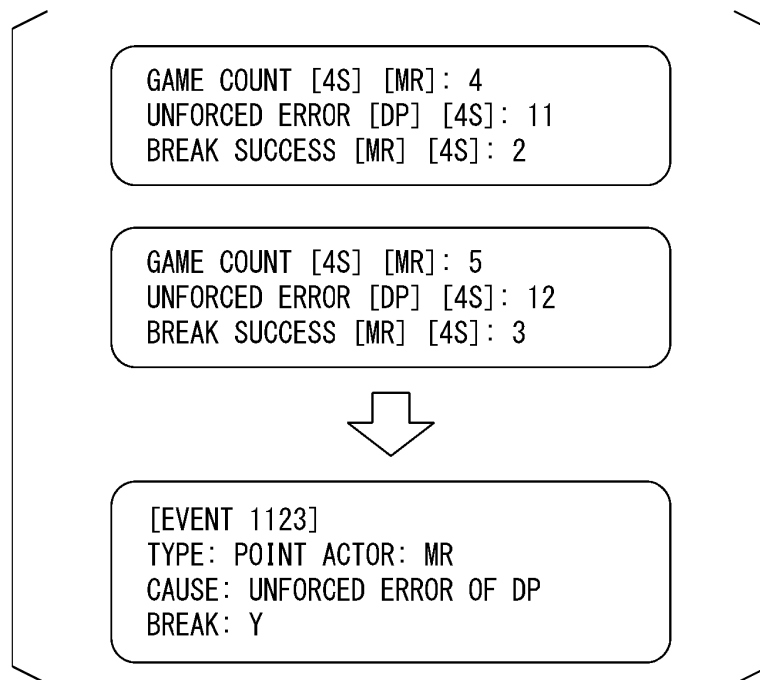 GAME COUNT [4S] [MR]: 4
UNFORCED ERROR [DP] [4S]: 11
BREAK SUCCESS [MR] [4S]: 2
GAME COUNT [4S] [MR]: 5
UNFORCED ERROR [DP] [4S]: 12
BREAK SUCCESS [MR] [4S]: 3
[EVENT 1123]
TYPE: POINT ACTOR: MR
CAUSE: UNFORCED ERROR OF DP
BREAK: Y